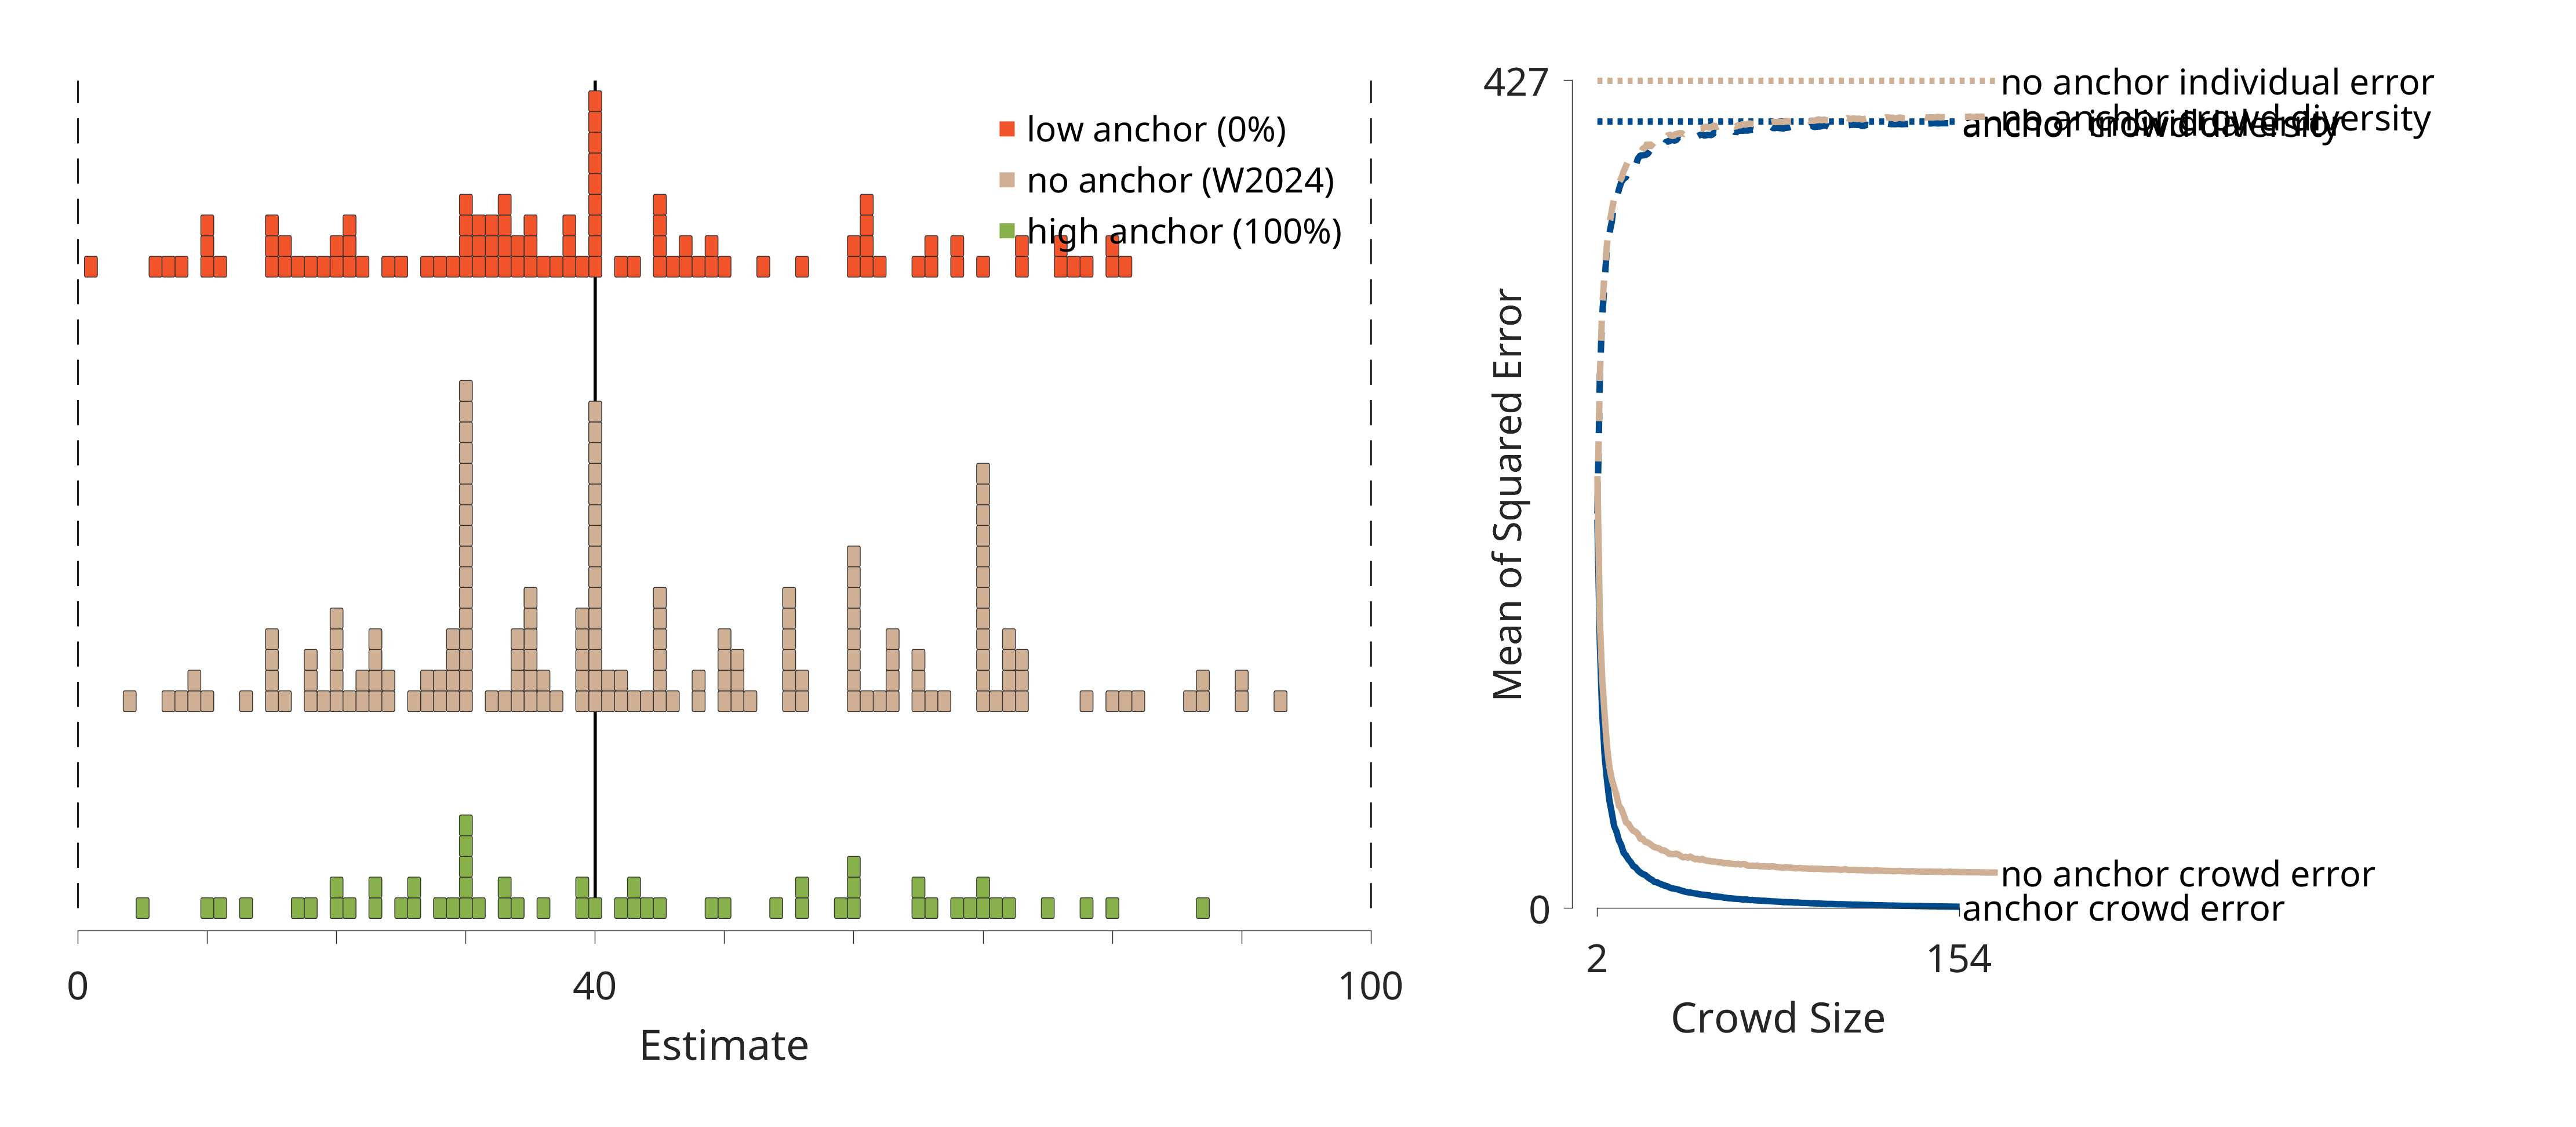 low anchor (0%)
no anchor (W2024)
high anchor (100%)
0
40
100
Estimate
427
0
Mean of Squared Error
2
154
Crowd Size
no anchor individual error
no anchor crowd diversity
anchor crowd diversity
no anchor crowd error
anchor crowd error